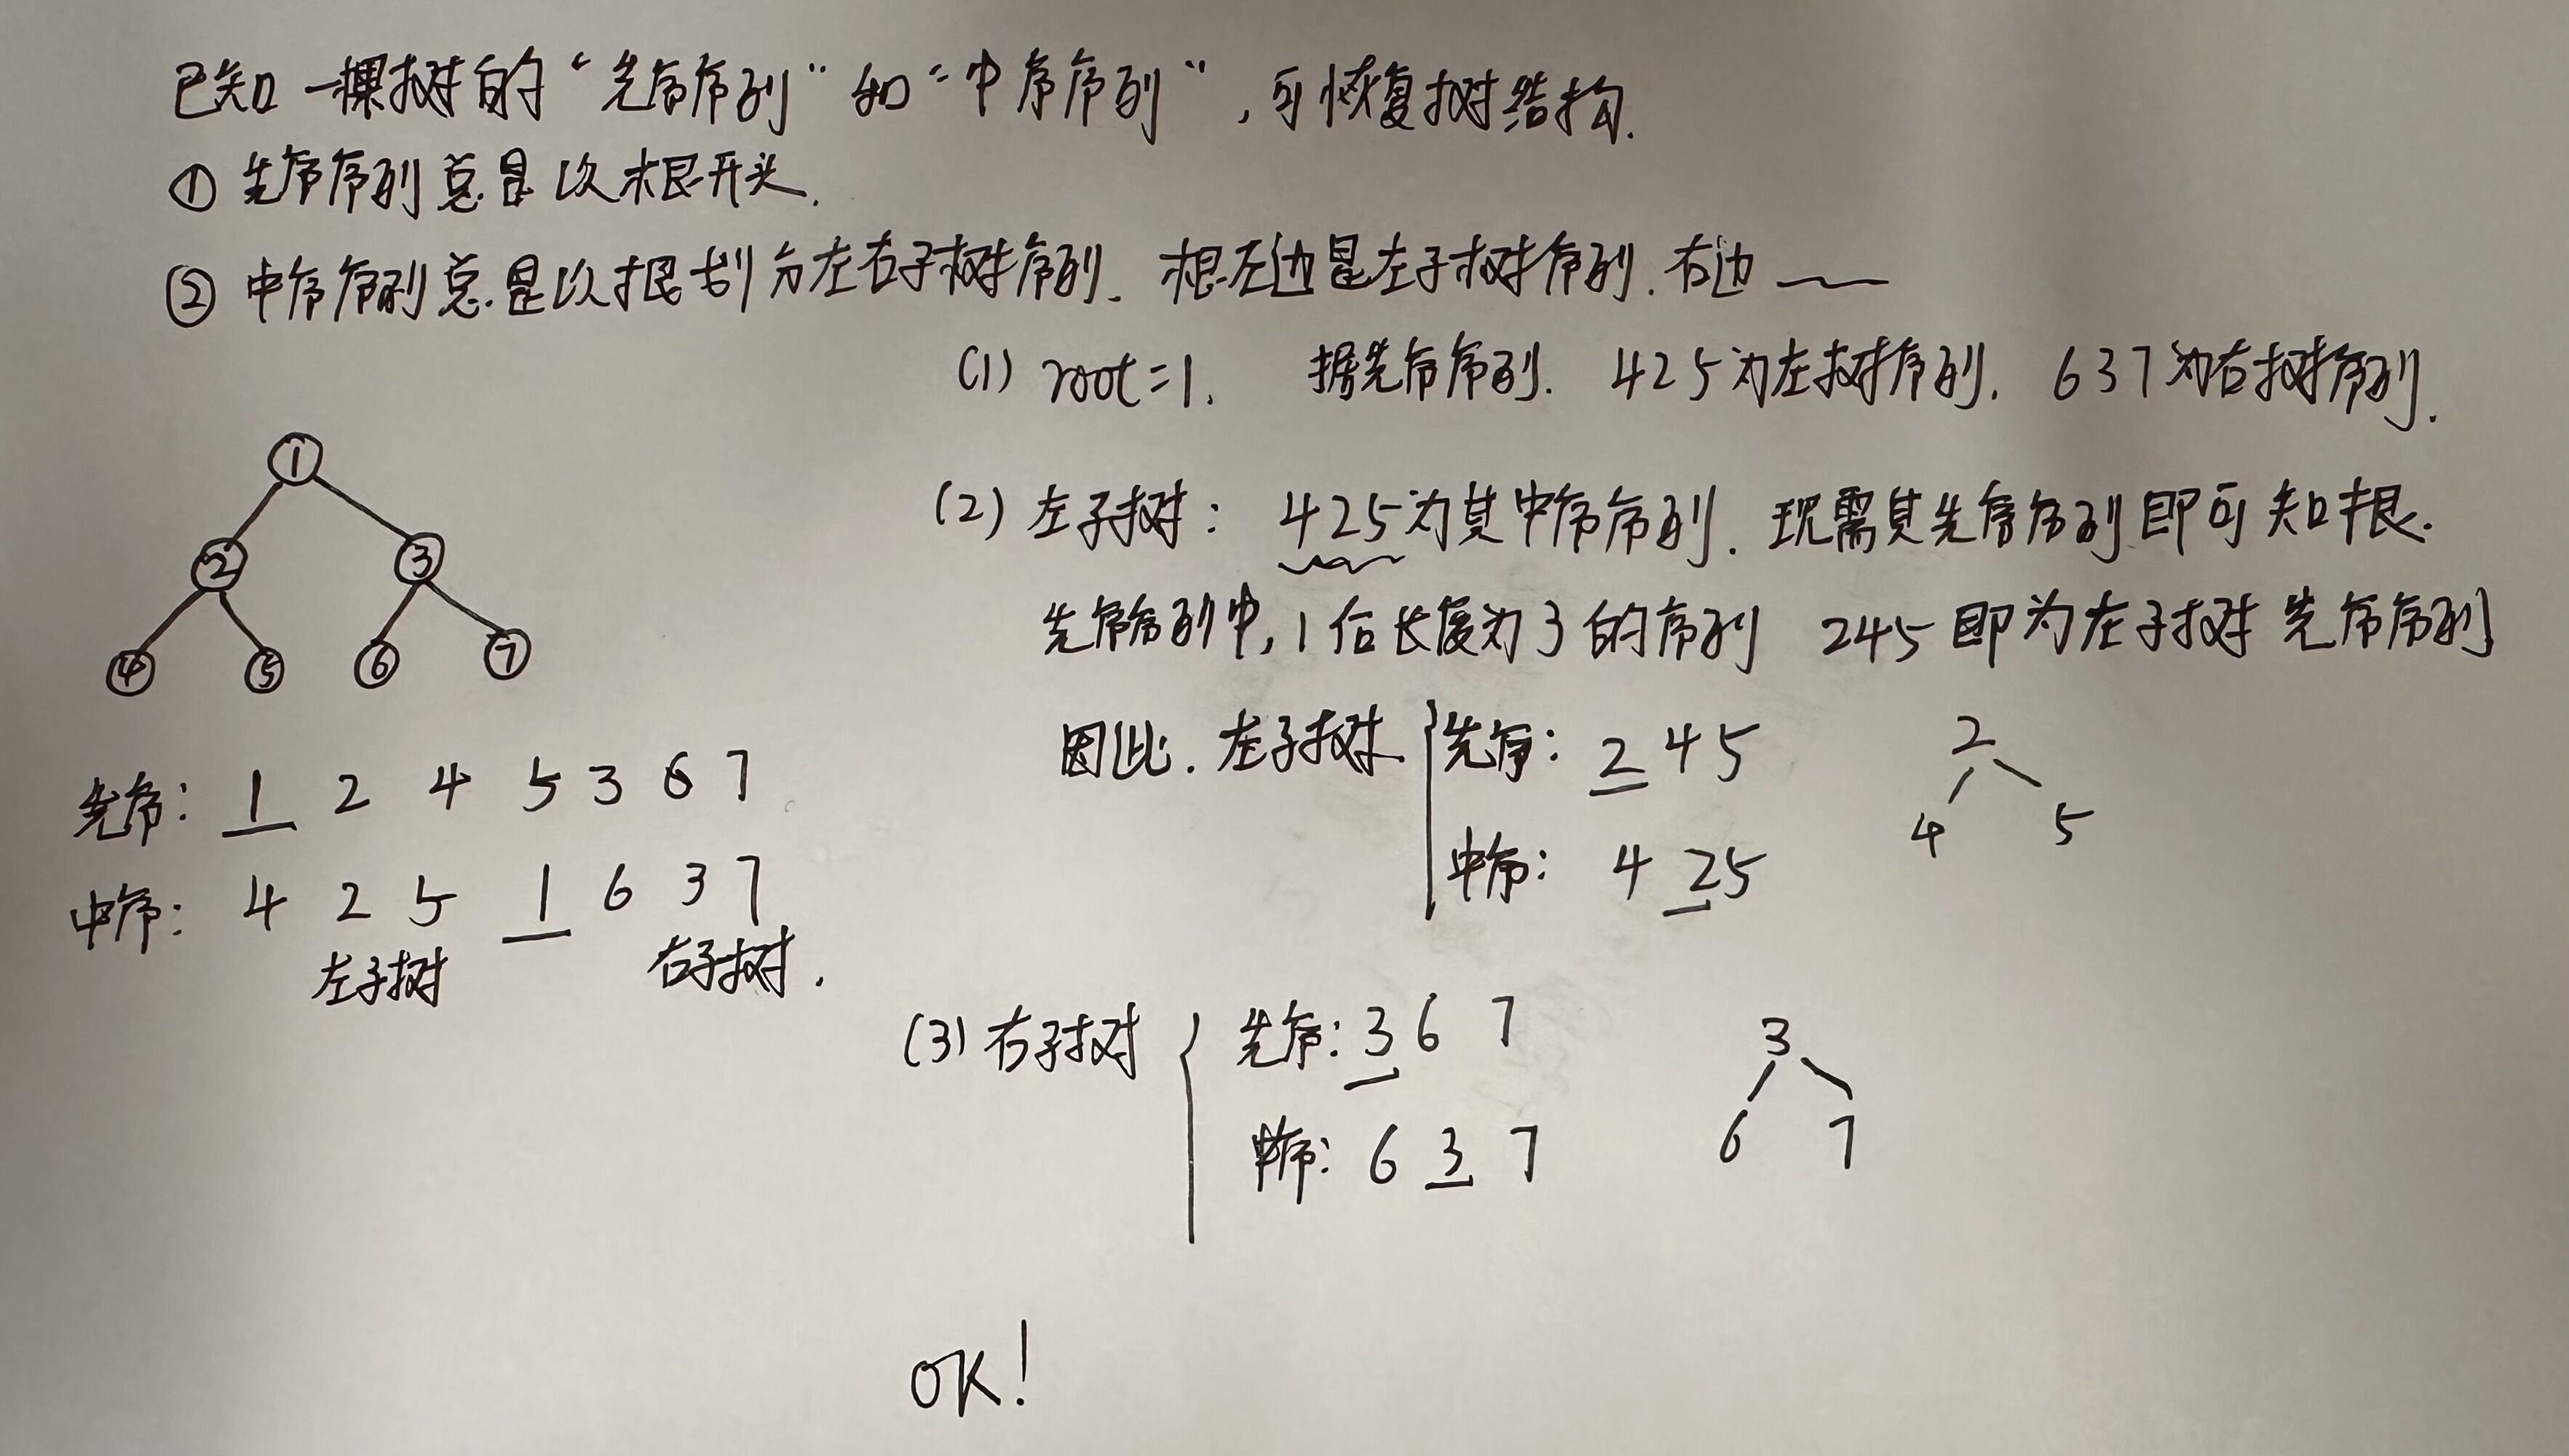 已知一棵树的“先序序列”和“中序序列”,可恢复树结构.
① 先序序列总是以根开头.
② 中序序列总是以根划分左右子树序列. 根左边是左子树序列. 右边 ~~
(1) root=1. 据先序序列. 425为左树序列. 637为右树序列.
(2) 左子树: 425为其中序序列. 现需其先序序列即可知根.
先序序列中,1后长度为3的序列 245即为左子树先序序列
因此. 左子树 先序: 2 4 5
中序: 4 2 5
2
4 5
(3) 右子树 先序: 3 6 7
中序: 6 3 7
3
6 7
OK!
①
② ③
④ ⑤ ⑥ ⑦
先序: 1 2 4 5 3 6 7
中序: 4 2 5 1 6 3 7
左子树 右子树.